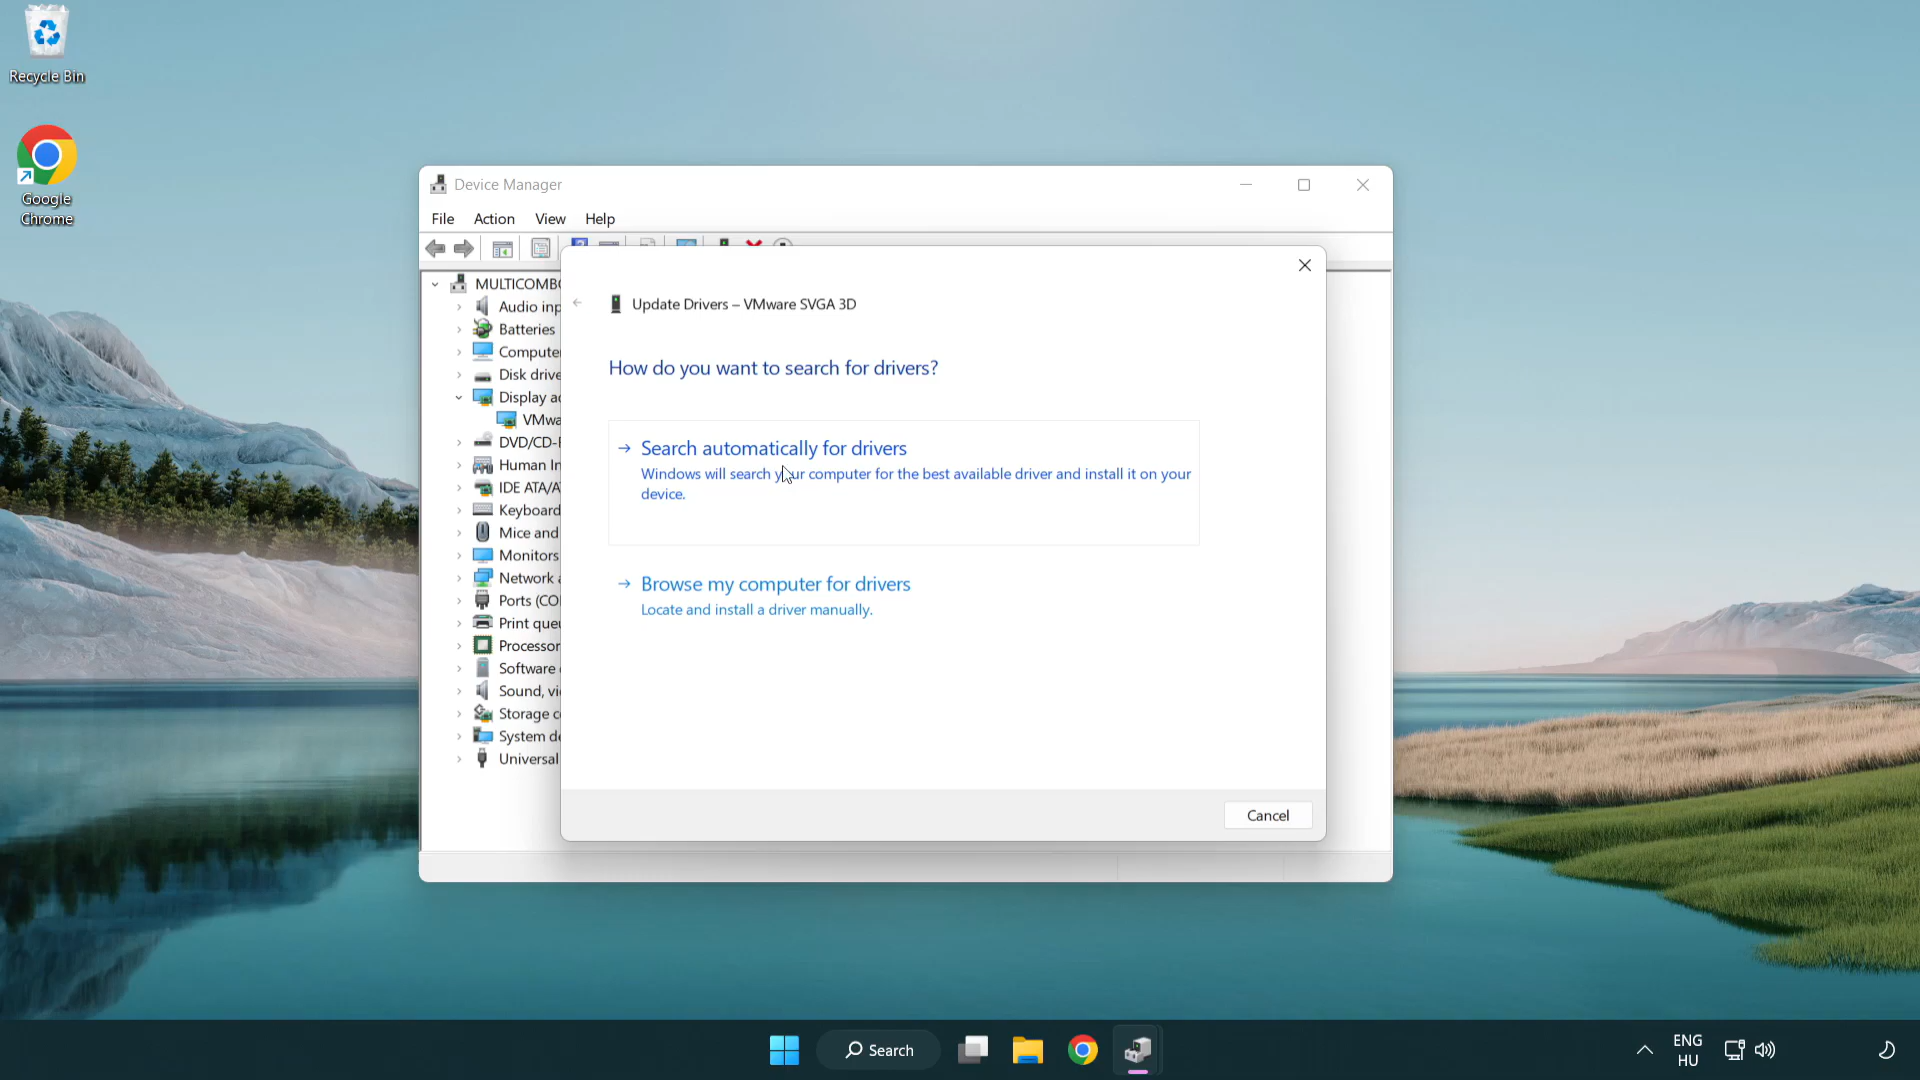 Recycle Bin
Google
Chrome
Device Manager
File Action View Help
MULTICOMBO
Audio inp
Batteries
Compute
Disk drive
Display a
VMwa
DVD/CD-
Human In
IDE ATA/A
Keyboard
Mice and
Monitors
Network a
Ports (CO
Print que
Processor
Software
Sound, vi
Storage c
System de
Universal
Update Drivers – VMware SVGA 3D
How do you want to search for drivers?
Search automatically for drivers
Windows will search your computer for the best available driver and install it on your
device.
Browse my computer for drivers
Locate and install a driver manually.
Cancel
Search
ENG
HU